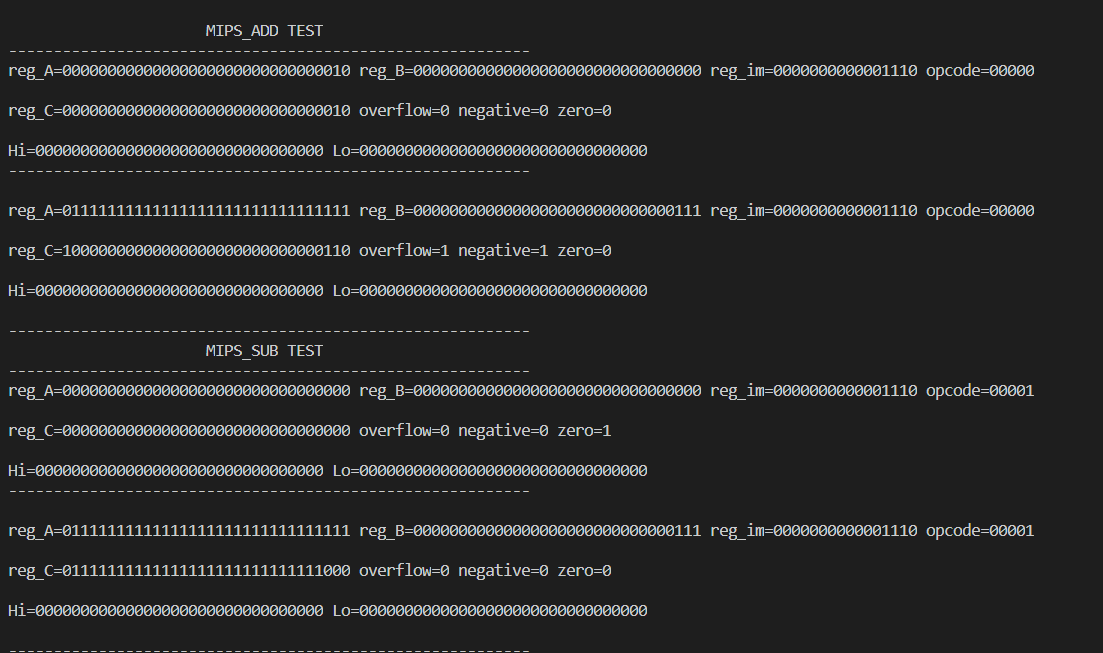 MIPS_ADD TEST
----------------------------------------------------------
reg_A=00000000000000000000000000000010 reg_B=00000000000000000000000000000000 reg_im=0000000000001110 opcode=00000
reg_C=00000000000000000000000000000010 overflow=0 negative=0 zero=0
Hi=00000000000000000000000000000000 Lo=00000000000000000000000000000000
----------------------------------------------------------
reg_A=01111111111111111111111111111111 reg_B=00000000000000000000000000000111 reg_im=0000000000001110 opcode=00000
reg_C=10000000000000000000000000000110 overflow=1 negative=1 zero=0
Hi=00000000000000000000000000000000 Lo=00000000000000000000000000000000
----------------------------------------------------------
MIPS_SUB TEST
----------------------------------------------------------
reg_A=00000000000000000000000000000000 reg_B=00000000000000000000000000000000 reg_im=0000000000001110 opcode=00001
reg_C=00000000000000000000000000000000 overflow=0 negative=0 zero=1
Hi=00000000000000000000000000000000 Lo=00000000000000000000000000000000
----------------------------------------------------------
reg_A=01111111111111111111111111111111 reg_B=00000000000000000000000000000111 reg_im=0000000000001110 opcode=00001
reg_C=01111111111111111111111111111000 overflow=0 negative=0 zero=0
Hi=00000000000000000000000000000000 Lo=00000000000000000000000000000000
----------------------------------------------------------